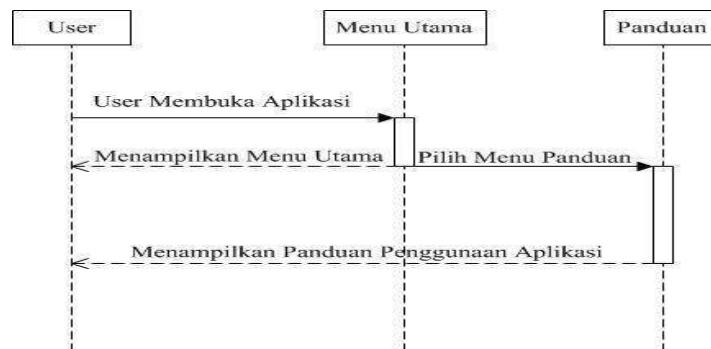 User
Menu Utama
Panduan
User Membuka Aplikasi
Menampilkan Menu Utama
Pilih Menu Panduan
Menampilkan Panduan Penggunaan Aplikasi